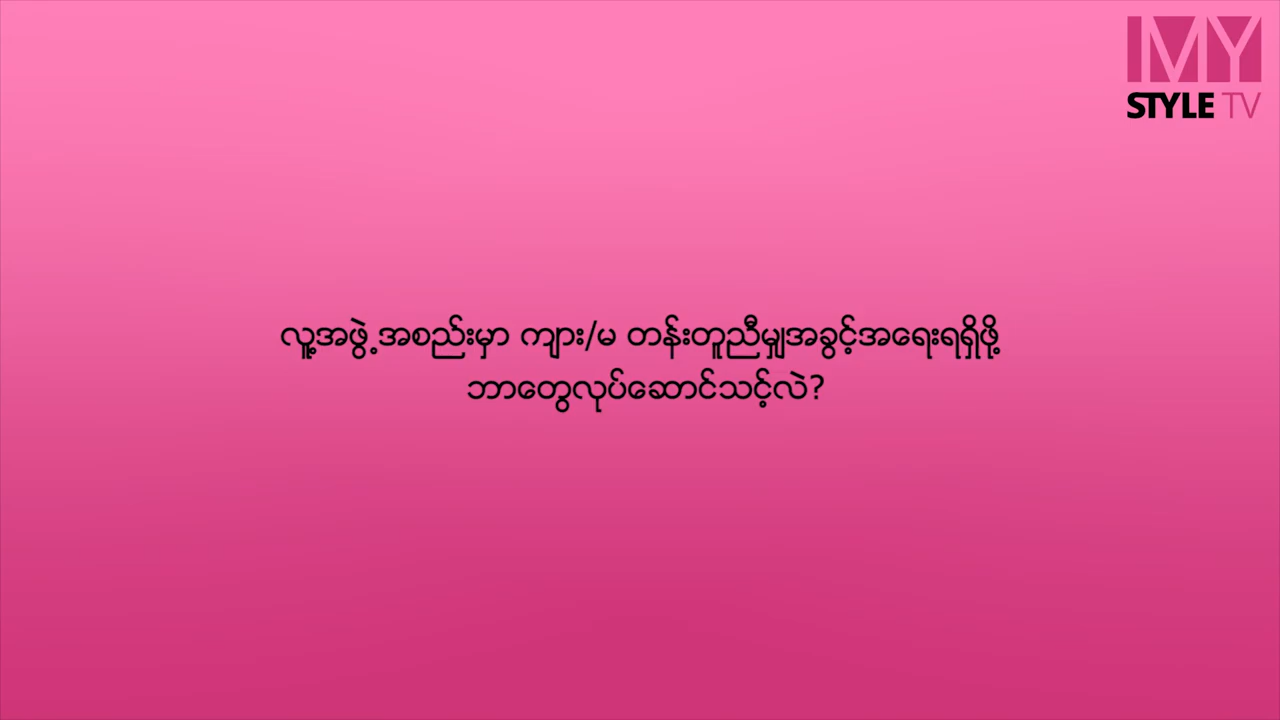 MY
STYLE TV
လူ့အဖွဲ့အစည်းမှာ ကျား/မ တန်းတူညီမျှအခွင့်အရေးရရှိဖို့
ဘာတွေလုပ်ဆောင်သင့်လဲ?